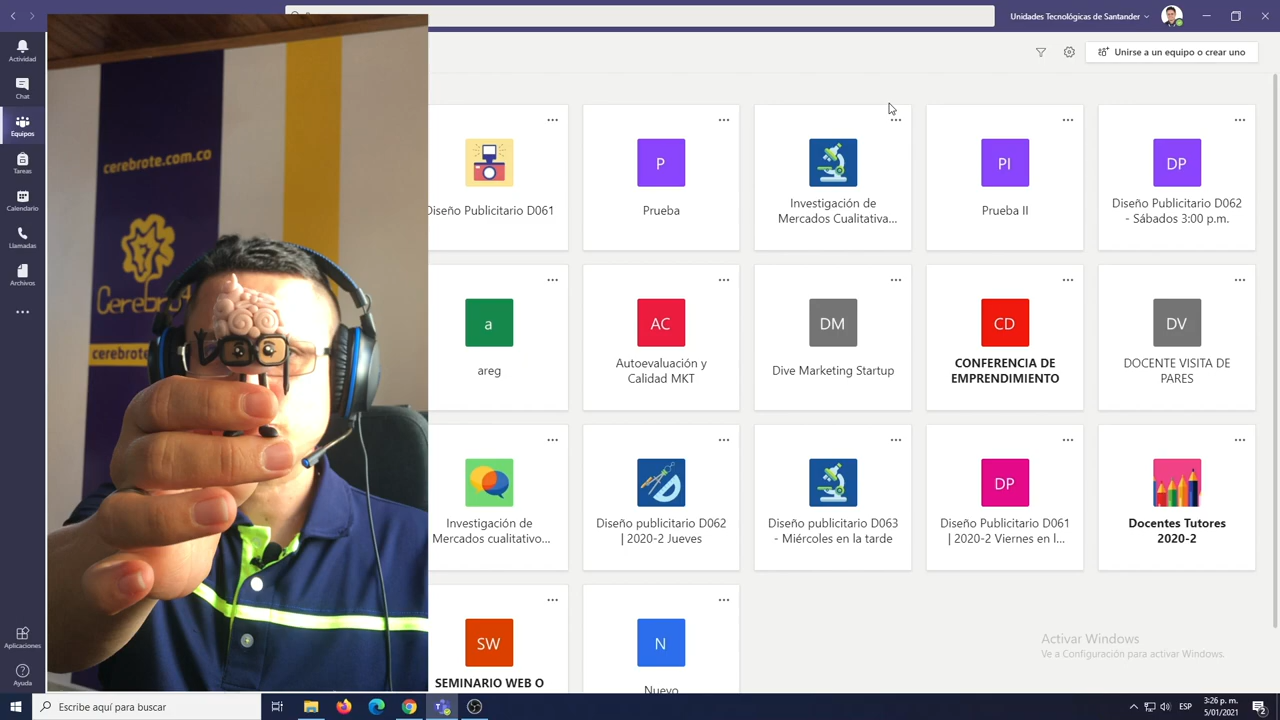 Unidades Tecnológicas de Santander
Actividad
Chat
Equipos
Tareas
Calendario
Llamadas
Archivos
Aplicaciones
Ayuda
Unirse a un equipo o crear uno
cerebrote.com.co
Cerebrot
cerebrote
Diseño Publicitario D061
P
Prueba
Investigación de
Mercados Cualitativa...
PI
Prueba II
DP
Diseño Publicitario D062
- Sábados 3:00 p.m.
a
areg
AC
Autoevaluación y
Calidad MKT
DM
Dive Marketing Startup
CD
CONFERENCIA DE
EMPRENDIMIENTO
DV
DOCENTE VISITA DE
PARES
Investigación de
Mercados cualitativo...
Diseño publicitario D062
| 2020-2 Jueves
Diseño publicitario D063
- Miércoles en la tarde
DP
Diseño Publicitario D061
| 2020-2 Viernes en l...
Docentes Tutores
2020-2
SW
SEMINARIO WEB O
N
Nuevo
Activar Windows
Ve a Configuración para activar Windows.
Escribe aquí para buscar
ESP
3:26 p. m.
5/01/2021
2